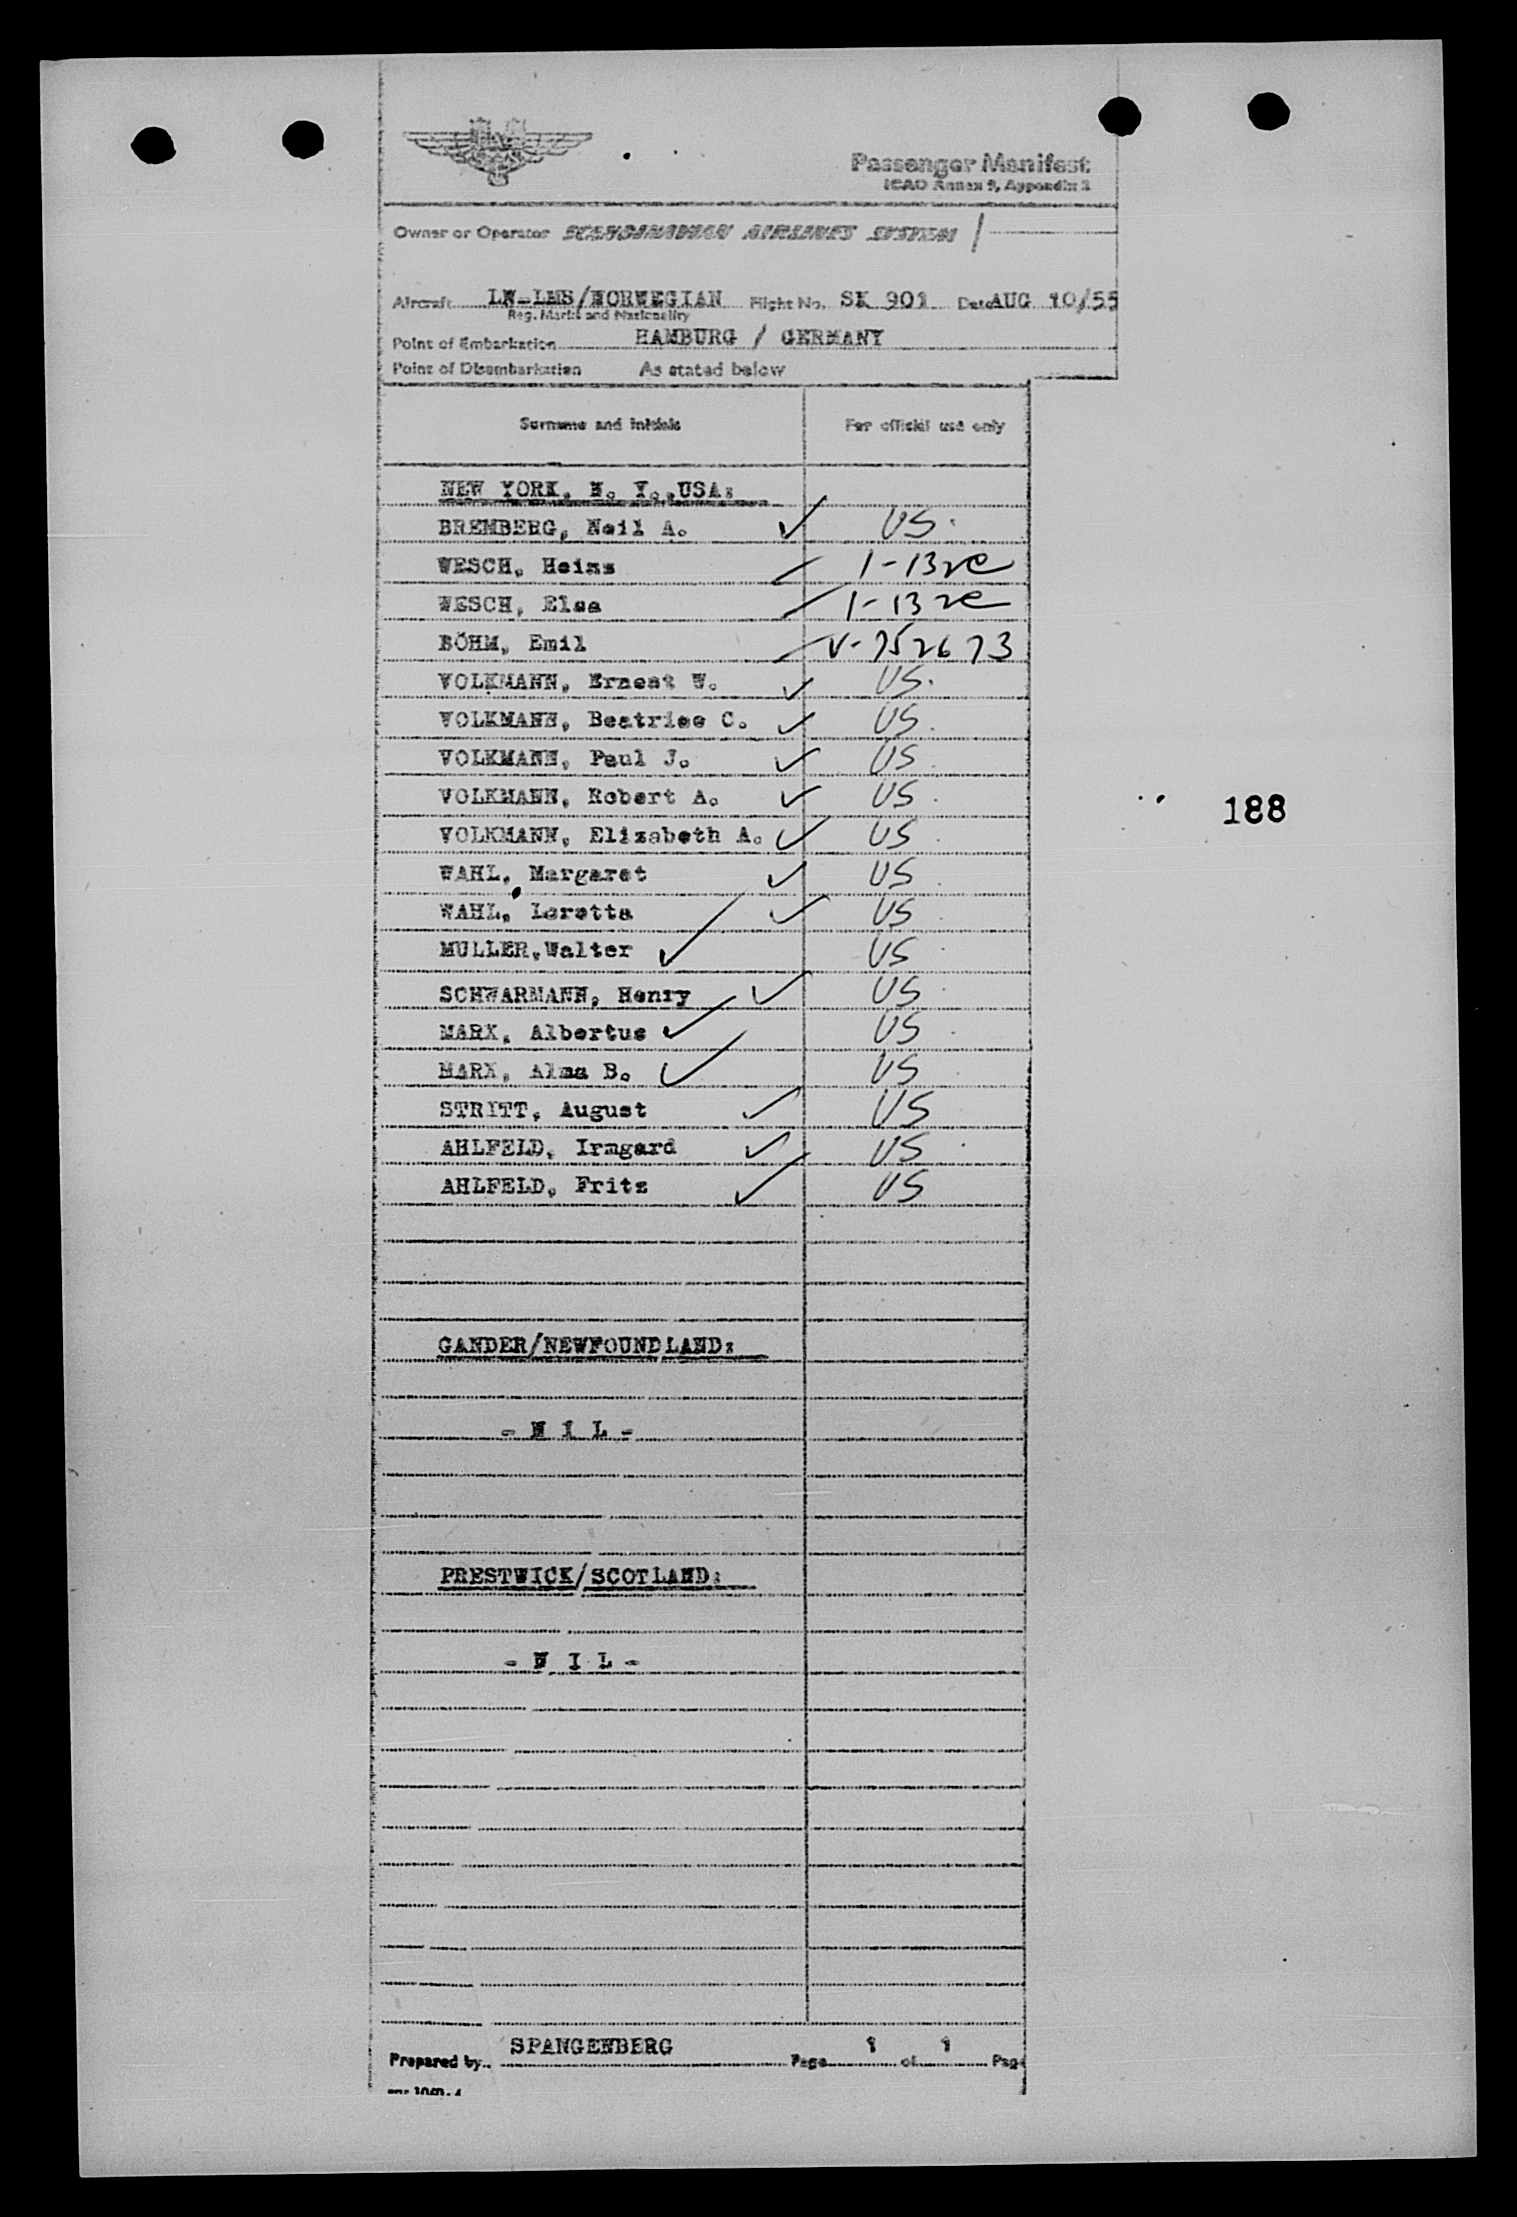 Passenger Manifest
ICAO Annex 9, Appendix 2
Owner or Operator SCANDINAVIAN AIRLINES SYSTEM
Aircraft LN-LMS/NORWEGIAN Flight No. SK 901 Date AUG 10/55
Reg. Marks and Nationality
Point of Embarkation HAMBURG / GERMANY
Point of Disembarkation As stated below
Surname and initials For official use only
NEW YORK, N. Y., USA:
BREMBERG, Neil A. ✓ US.
WESCH, Heinz 1-132e
WESCH, Elsa 1-132e
BÖHM, Emil V-752673
VOLKMANN, Ernest W. ✓ US.
VOLKMANN, Beatrice C. ✓ US.
VOLKMANN, Paul J. ✓ US.
VOLKMANN, Robert A. ✓ US.
VOLKMANN, Elizabeth A. ✓ US.
WAHL, Margaret ✓ US.
WAHL, Loretta ✓ US.
MULLER, Walter ✓ US.
SCHWARMANN, Henry ✓ US.
MARX, Albertus ✓ US.
MARX, Alma B. ✓ US.
STRITT, August ✓ US
AHLFELD, Irmgard ✓ US.
AHLFELD, Fritz ✓ US
188
GANDER/NEWFOUNDLAND:
- N I L -
PRESTWICK/SCOTLAND:
- N I L -
Prepared by SPANGENBERG Page 1 of 1 Page